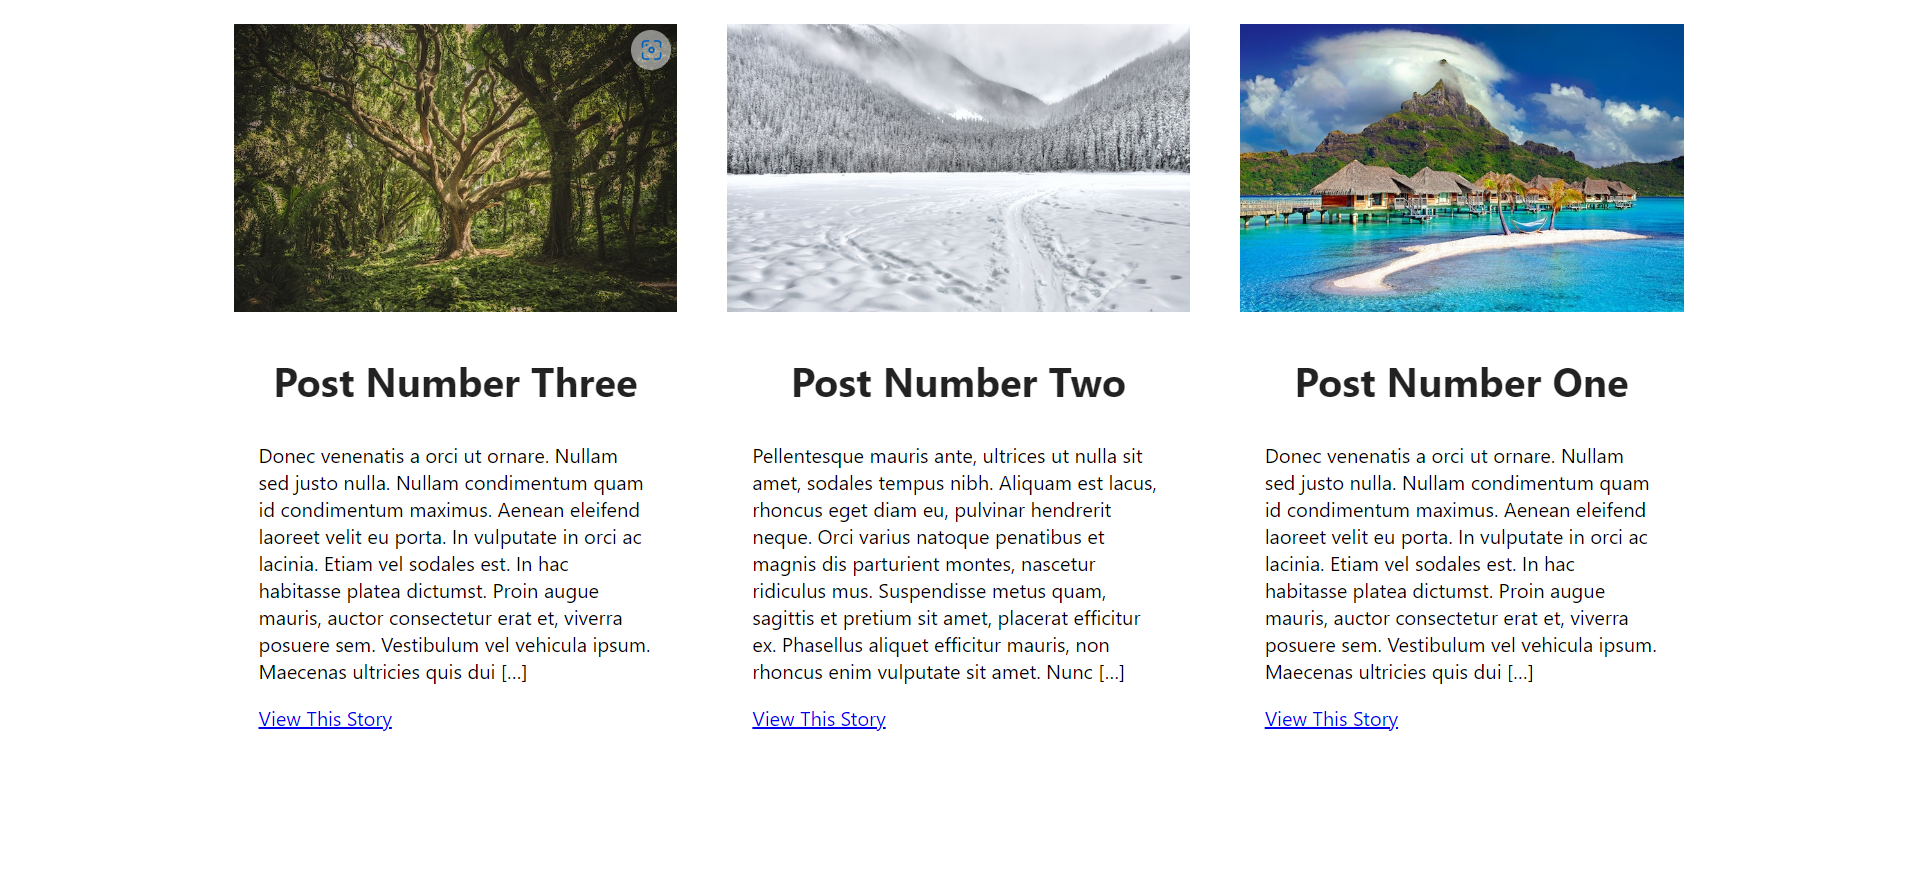 Post Number Three
Donec venenatis a orci ut ornare. Nullam
sed justo nulla. Nullam condimentum quam
id condimentum maximus. Aenean eleifend
laoreet velit eu porta. In vulputate in orci ac
lacinia. Etiam vel sodales est. In hac
habitasse platea dictumst. Proin augue
mauris, auctor consectetur erat et, viverra
posuere sem. Vestibulum vel vehicula ipsum.
Maecenas ultricies quis dui [...]
View This Story
Post Number Two
Pellentesque mauris ante, ultrices ut nulla sit
amet, sodales tempus nibh. Aliquam est lacus,
rhoncus eget diam eu, pulvinar hendrerit
neque. Orci varius natoque penatibus et
magnis dis parturient montes, nascetur
ridiculus mus. Suspendisse metus quam,
sagittis et pretium sit amet, placerat efficitur
ex. Phasellus aliquet efficitur mauris, non
rhoncus enim vulputate sit amet. Nunc [...]
View This Story
Post Number One
Donec venenatis a orci ut ornare. Nullam
sed justo nulla. Nullam condimentum quam
id condimentum maximus. Aenean eleifend
laoreet velit eu porta. In vulputate in orci ac
lacinia. Etiam vel sodales est. In hac
habitasse platea dictumst. Proin augue
mauris, auctor consectetur erat et, viverra
posuere sem. Vestibulum vel vehicula ipsum.
Maecenas ultricies quis dui [...]
View This Story